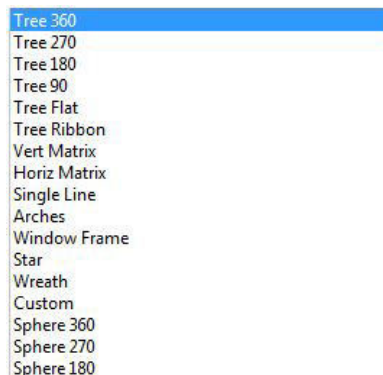 Tree 360
Tree 270
Tree 180
Tree 90
Tree Flat
Tree Ribbon
Vert Matrix
Horiz Matrix
Single Line
Arches
Window Frame
Star
Wreath
Custom
Sphere 360
Sphere 270
Sphere 180